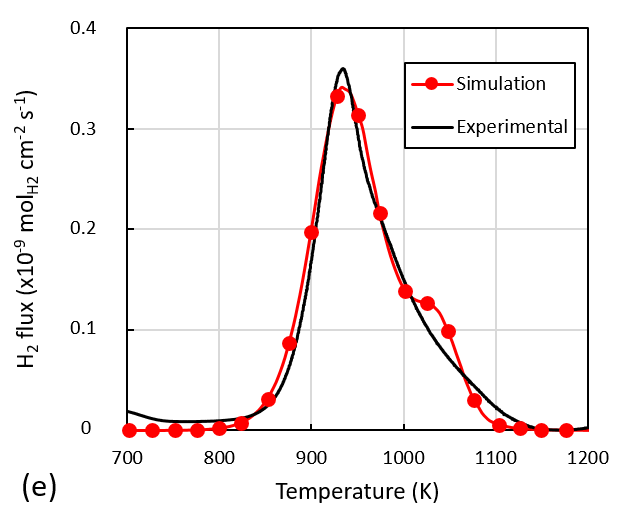 0.4
0.3
0.2
0.1
0
H2 flux (x10-9 molH2 cm-2 s-1)
Simulation
Experimental
700 800 900 1000 1100 1200
Temperature (K)
(e)